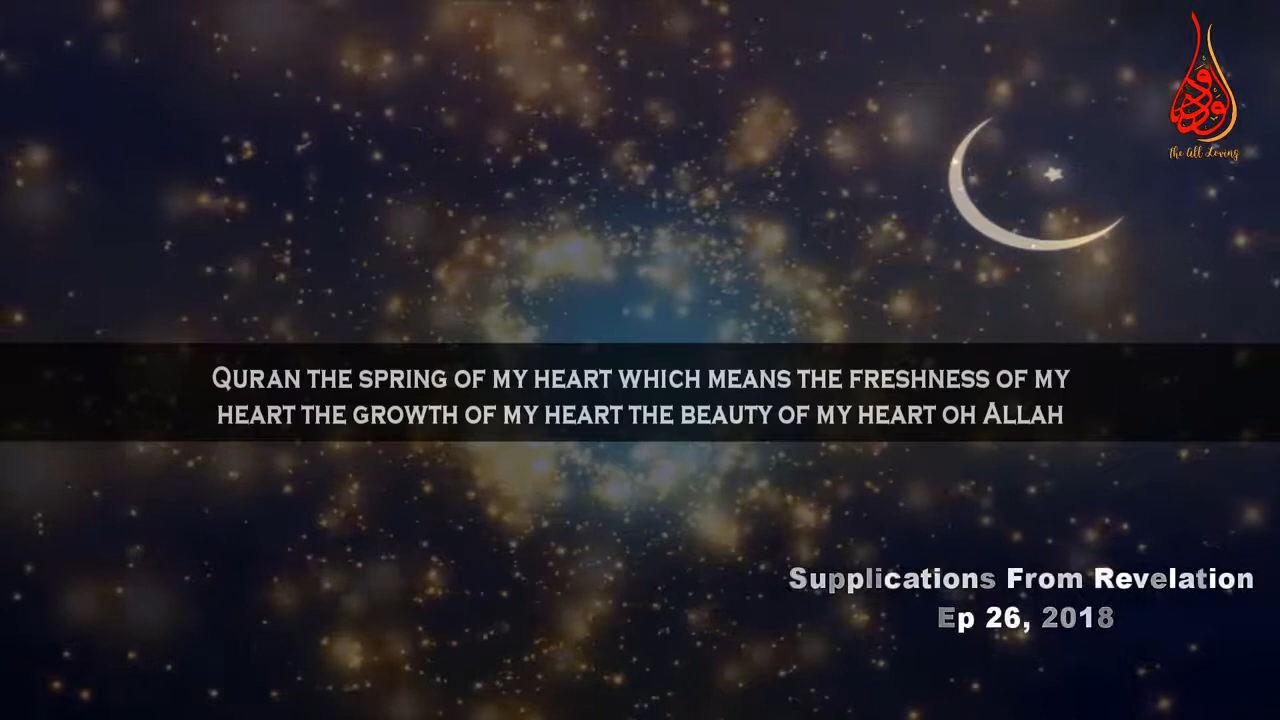 الودود
The All Loving
QURAN THE SPRING OF MY HEART WHICH MEANS THE FRESHNESS OF MY
HEART THE GROWTH OF MY HEART THE BEAUTY OF MY HEART OH ALLAH
Supplications From Revelation
Ep 26, 2018